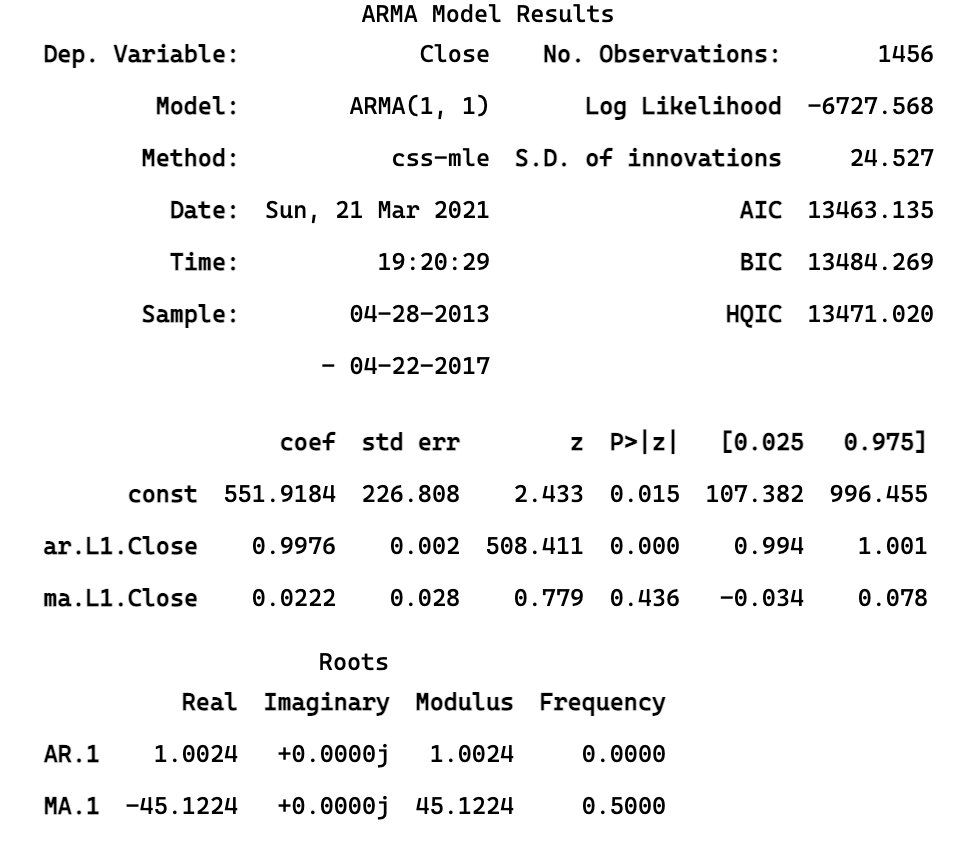 ARMA Model Results
Dep. Variable: Close No. Observations: 1456
Model: ARMA(1, 1) Log Likelihood -6727.568
Method: css-mle S.D. of innovations 24.527
Date: Sun, 21 Mar 2021 AIC 13463.135
Time: 19:20:29 BIC 13484.269
Sample: 04-28-2013 HQIC 13471.020
- 04-22-2017
coef std err z P>|z| [0.025 0.975]
const 551.9184 226.808 2.433 0.015 107.382 996.455
ar.L1.Close 0.9976 0.002 508.411 0.000 0.994 1.001
ma.L1.Close 0.0222 0.028 0.779 0.436 -0.034 0.078
Roots
Real Imaginary Modulus Frequency
AR.1 1.0024 +0.0000j 1.0024 0.0000
MA.1 -45.1224 +0.0000j 45.1224 0.5000